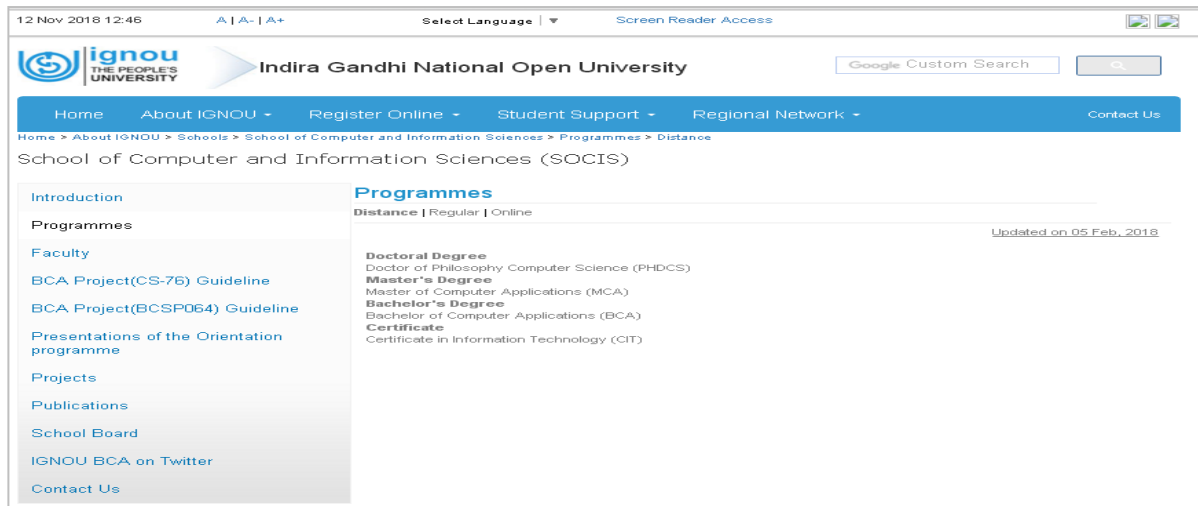 12 Nov 2018 12:46 A | A- | A+ Select Language ▼ Screen Reader Access
ignou
THE PEOPLE'S
UNIVERSITY
Indira Gandhi National Open University
Google Custom Search
Home About IGNOU Register Online Student Support Regional Network Contact Us
Home > About IGNOU > Schools > School of Computer and Information Sciences > Programmes > Distance
School of Computer and Information Sciences (SOCIS)
Introduction
Programmes
Faculty
BCA Project(CS-76) Guideline
BCA Project(BCSP064) Guideline
Presentations of the Orientation
programme
Projects
Publications
School Board
IGNOU BCA on Twitter
Contact Us
Programmes
Distance | Regular | Online
Updated on 05 Feb, 2018
Doctoral Degree
Doctor of Philosophy Computer Science (PHDCS)
Master's Degree
Master of Computer Applications (MCA)
Bachelor's Degree
Bachelor of Computer Applications (BCA)
Certificate
Certificate in Information Technology (CIT)